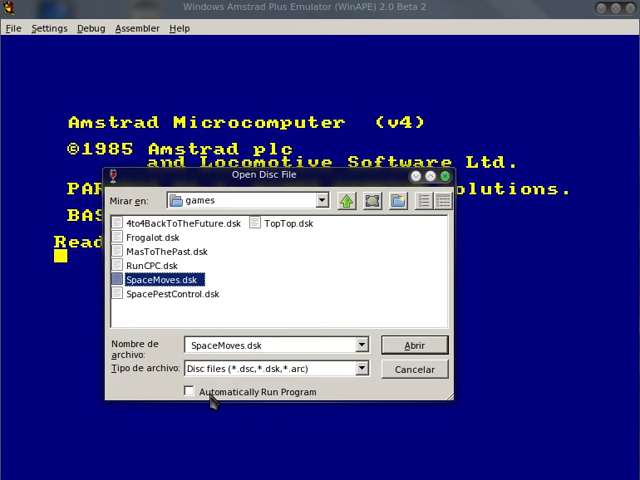 Windows Amstrad Plus Emulator (WinAPE) 2.0 Beta 2
File Settings Debug Assembler Help
Amstrad Microcomputer (v4)
©1985 Amstrad plc
and Locomotive Software Ltd.
Open Disc File
PAR olutions.
Mirar en: games
BAS
4to4BackToTheFuture.dsk TopTop.dsk
Frogalot.dsk
Read
MasToThePast.dsk
RunCPC.dsk
SpaceMoves.dsk
SpacePestControl.dsk
Nombre de archivo: SpaceMoves.dsk Abrir
Tipo de archivo: Disc files (*.dsc,*.dsk,*.arc) Cancelar
Automatically Run Program